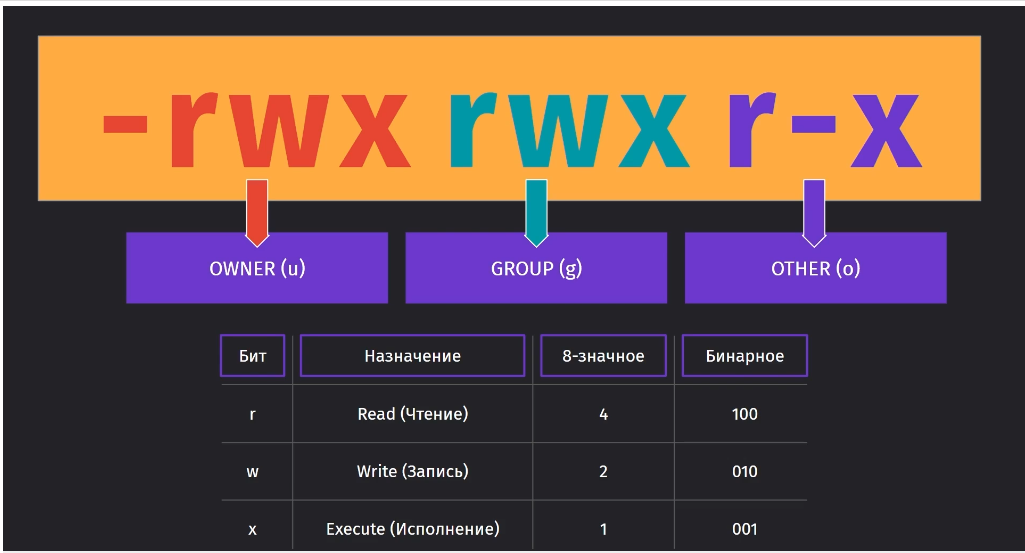 -rwx rwx r-x
OWNER (u) GROUP (g) OTHER (o)
Бит Назначение 8-значное Бинарное
r Read (Чтение) 4 100
w Write (Запись) 2 010
x Execute (Исполнение) 1 001